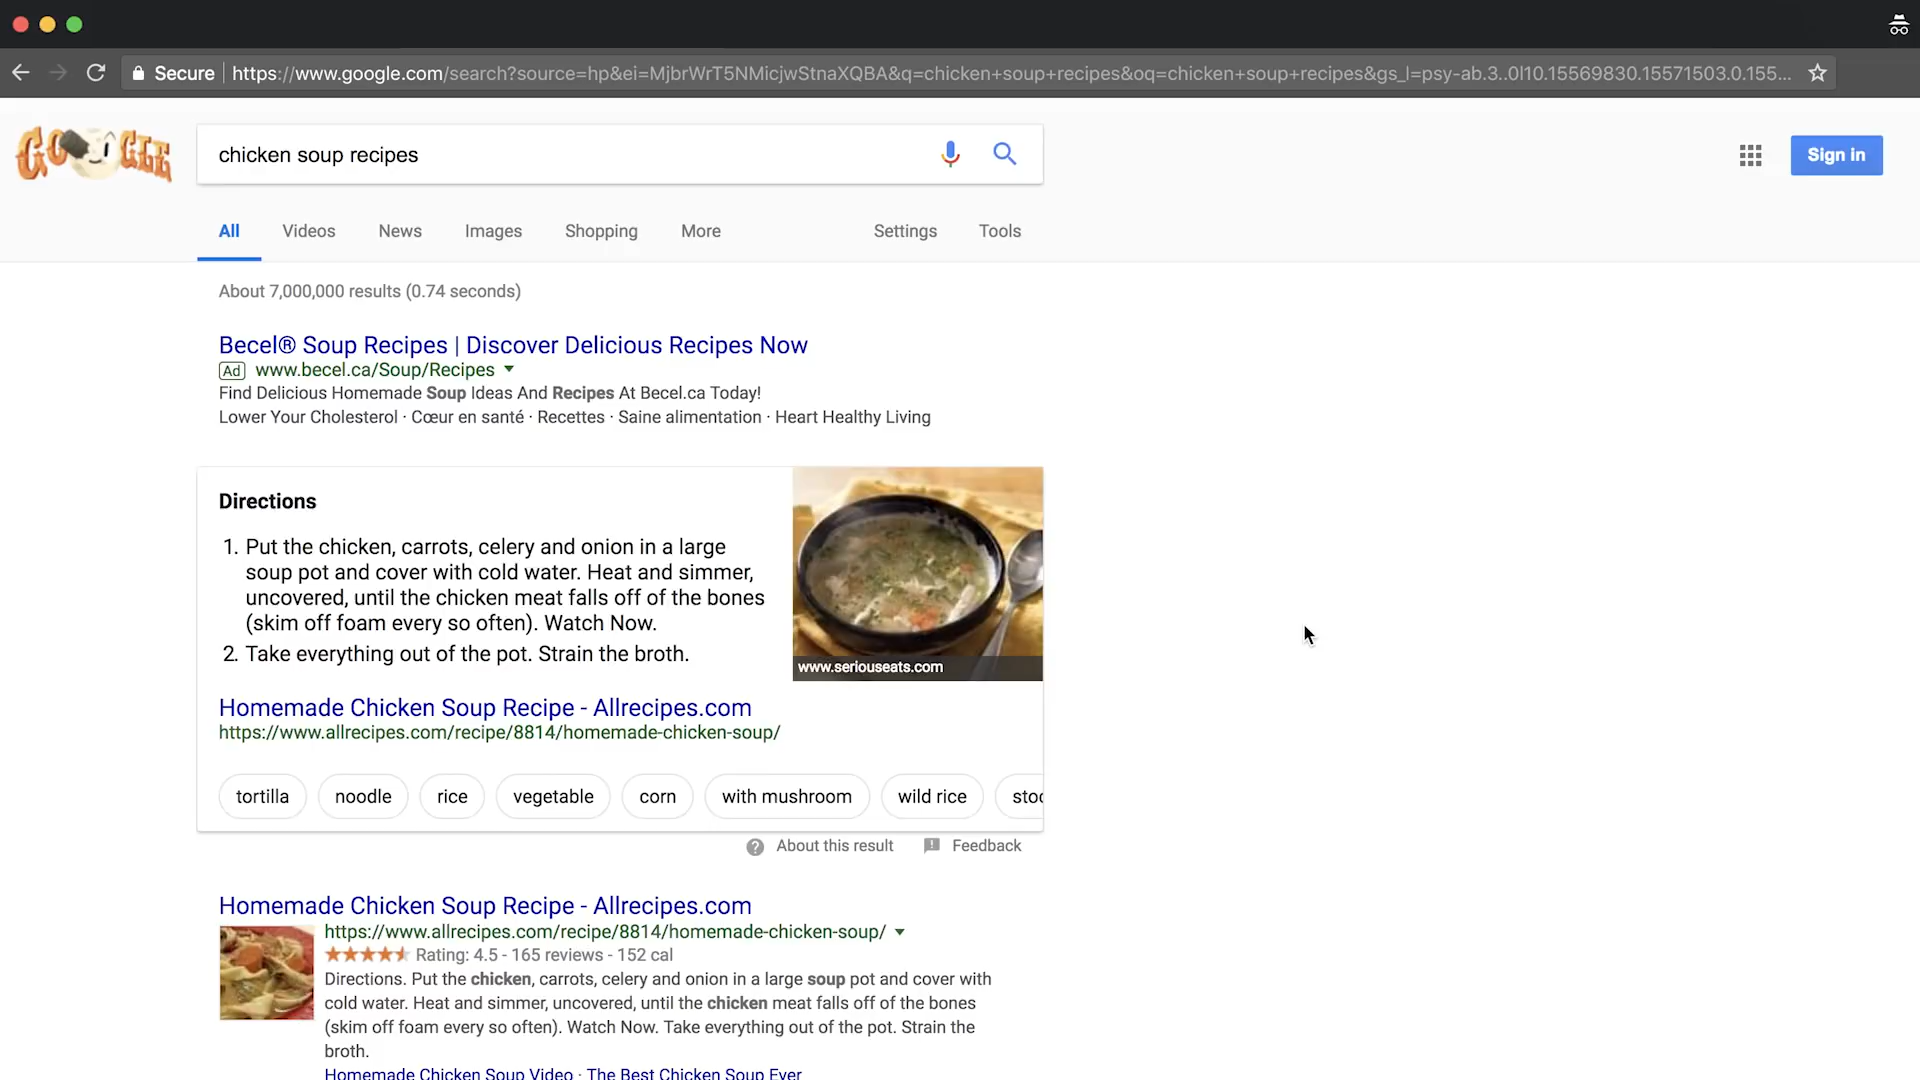 Secure
https://www.google.com/search?source=hp&ei=MjbrWrT5NMicjwStnaXQBA&q=chicken+soup+recipes&oq=chicken+soup+recipes&gs_l=psy-ab.3..0l10.15569830.15571503.0.155...
GOOGLE
chicken soup recipes
Sign in
All Videos News Images Shopping More Settings Tools
About 7,000,000 results (0.74 seconds)
Becel® Soup Recipes | Discover Delicious Recipes Now
Ad www.becel.ca/Soup/Recipes
Find Delicious Homemade Soup Ideas And Recipes At Becel.ca Today!
Lower Your Cholesterol · Cœur en santé · Recettes · Saine alimentation · Heart Healthy Living
Directions
1. Put the chicken, carrots, celery and onion in a large
soup pot and cover with cold water. Heat and simmer,
uncovered, until the chicken meat falls off of the bones
(skim off foam every so often). Watch Now.
2. Take everything out of the pot. Strain the broth.
www.seriouseats.com
Homemade Chicken Soup Recipe - Allrecipes.com
https://www.allrecipes.com/recipe/8814/homemade-chicken-soup/
tortilla noodle rice vegetable corn with mushroom wild rice stoc
About this result Feedback
Homemade Chicken Soup Recipe - Allrecipes.com
https://www.allrecipes.com/recipe/8814/homemade-chicken-soup/
Rating: 4.5 - 165 reviews - 152 cal
Directions. Put the chicken, carrots, celery and onion in a large soup pot and cover with
cold water. Heat and simmer, uncovered, until the chicken meat falls off of the bones
(skim off foam every so often). Watch Now. Take everything out of the pot. Strain the
broth.
Homemade Chicken Soup Video · The Best Chicken Soup Ever